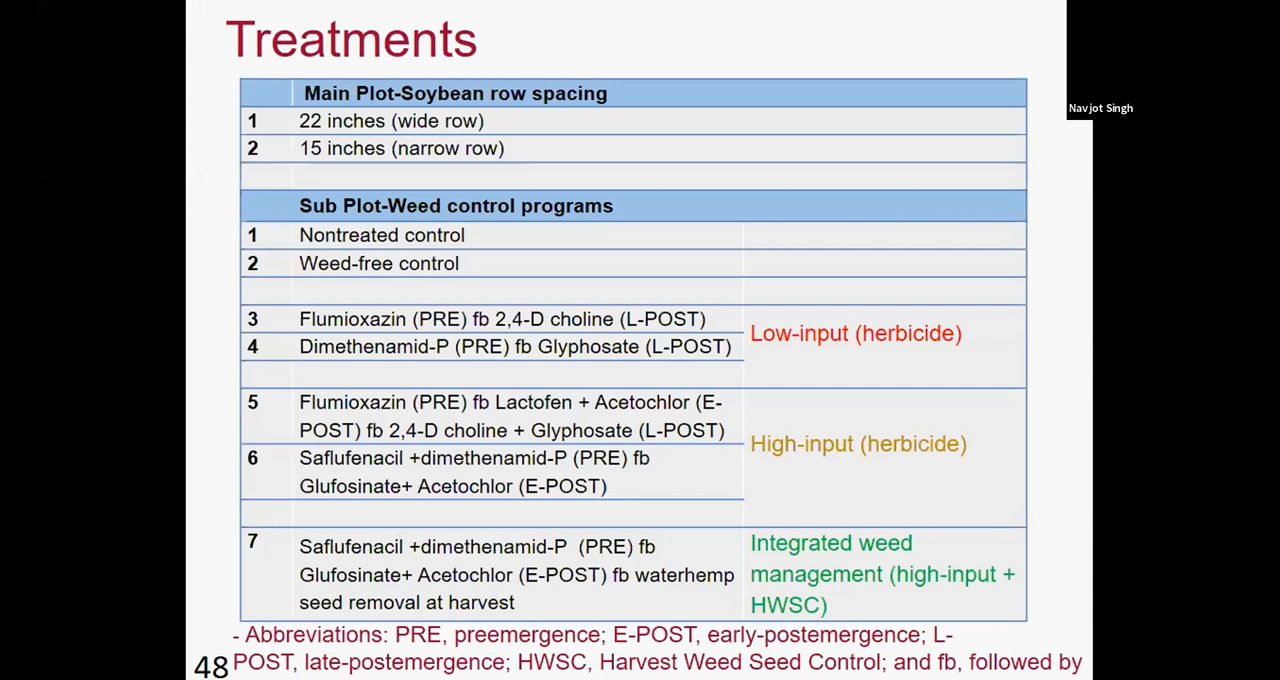 Treatments
Main Plot-Soybean row spacing
1 22 inches (wide row)
2 15 inches (narrow row)
Sub Plot-Weed control programs
1 Nontreated control
2 Weed-free control
3 Flumioxazin (PRE) fb 2,4-D choline (L-POST)
4 Dimethenamid-P (PRE) fb Glyphosate (L-POST)
Low-input (herbicide)
5 Flumioxazin (PRE) fb Lactofen + Acetochlor (E-
POST) fb 2,4-D choline + Glyphosate (L-POST)
6 Saflufenacil +dimethenamid-P (PRE) fb
Glufosinate+ Acetochlor (E-POST)
High-input (herbicide)
7 Saflufenacil +dimethenamid-P (PRE) fb
Glufosinate+ Acetochlor (E-POST) fb waterhemp
seed removal at harvest
Integrated weed
management (high-input +
HWSC)
- Abbreviations: PRE, preemergence; E-POST, early-postemergence; L-
POST, late-postemergence; HWSC, Harvest Weed Seed Control; and fb, followed by
48
Navjot Singh